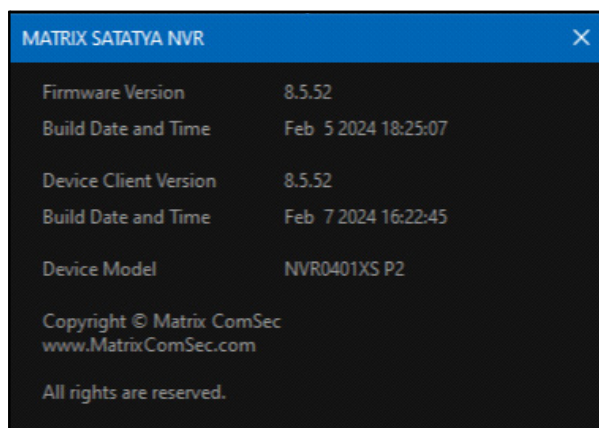 MATRIX SATATYA NVR
Firmware Version 8.5.52
Build Date and Time Feb 5 2024 18:25:07
Device Client Version 8.5.52
Build Date and Time Feb 7 2024 16:22:45
Device Model NVR0401XS P2
Copyright © Matrix ComSec
www.MatrixComSec.com
All rights are reserved.